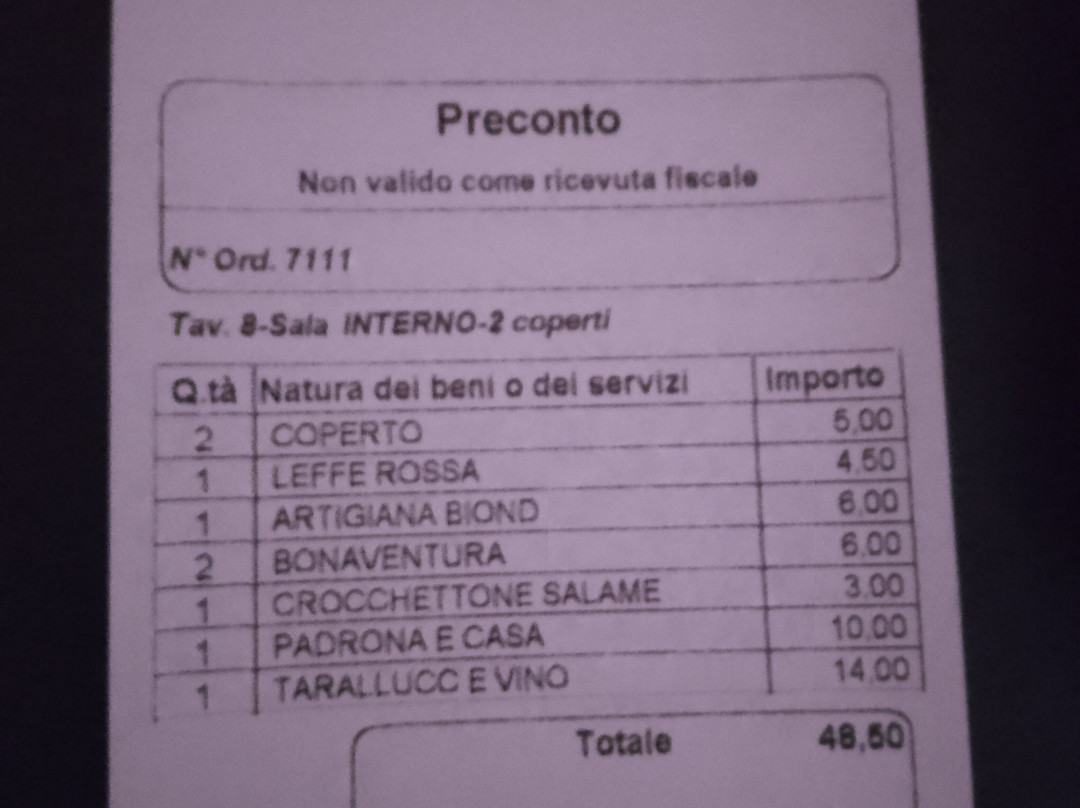 Preconto
Non valido come ricevuta fiscale
N° Ord. 7111
Tav. 8-Sala INTERNO-2 coperti
Q.tà Natura dei beni o dei servizi Importo
2 COPERTO 5,00
1 LEFFE ROSSA 4,50
1 ARTIGIANA BIOND 6,00
2 BONAVENTURA 6,00
1 CROCCHETTONE SALAME 3,00
1 PADRONA E CASA 10,00
1 TARALLUCC E VINO 14,00
Totale 48,50